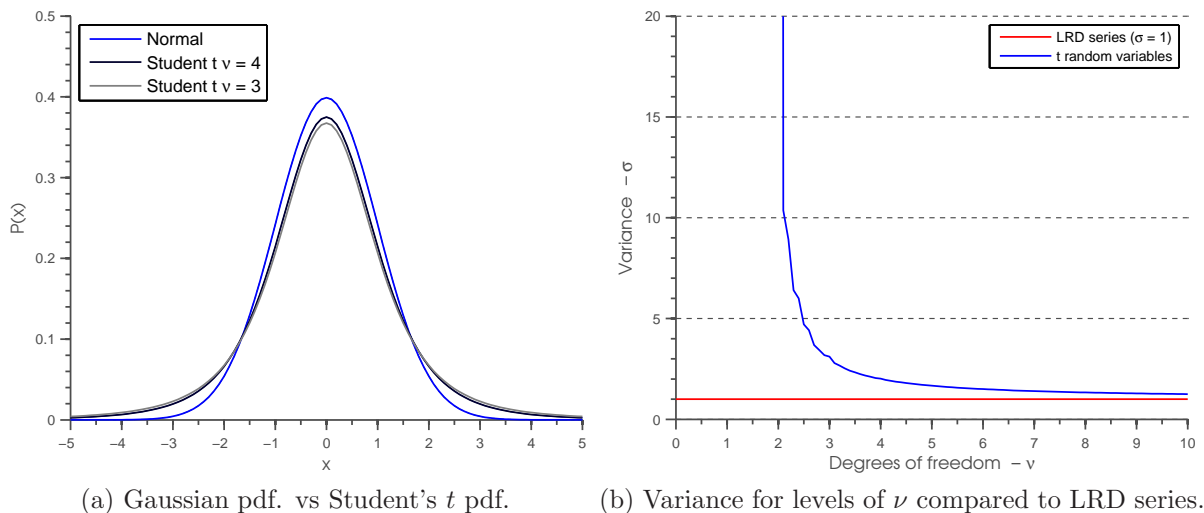 0.5
0.4
0.3
0.2
0.1
0
P(x)
Normal
Student t ν = 4
Student t ν = 3
−5 −4 −3 −2 −1 0 1 2 3 4 5
x
(a) Gaussian pdf. vs Student's t pdf.
20
15
10
5
0
Variance − σ
LRD series (σ = 1)
t random variables
0 1 2 3 4 5 6 7 8 9 10
Degrees of freedom − ν
(b) Variance for levels of ν compared to LRD series.